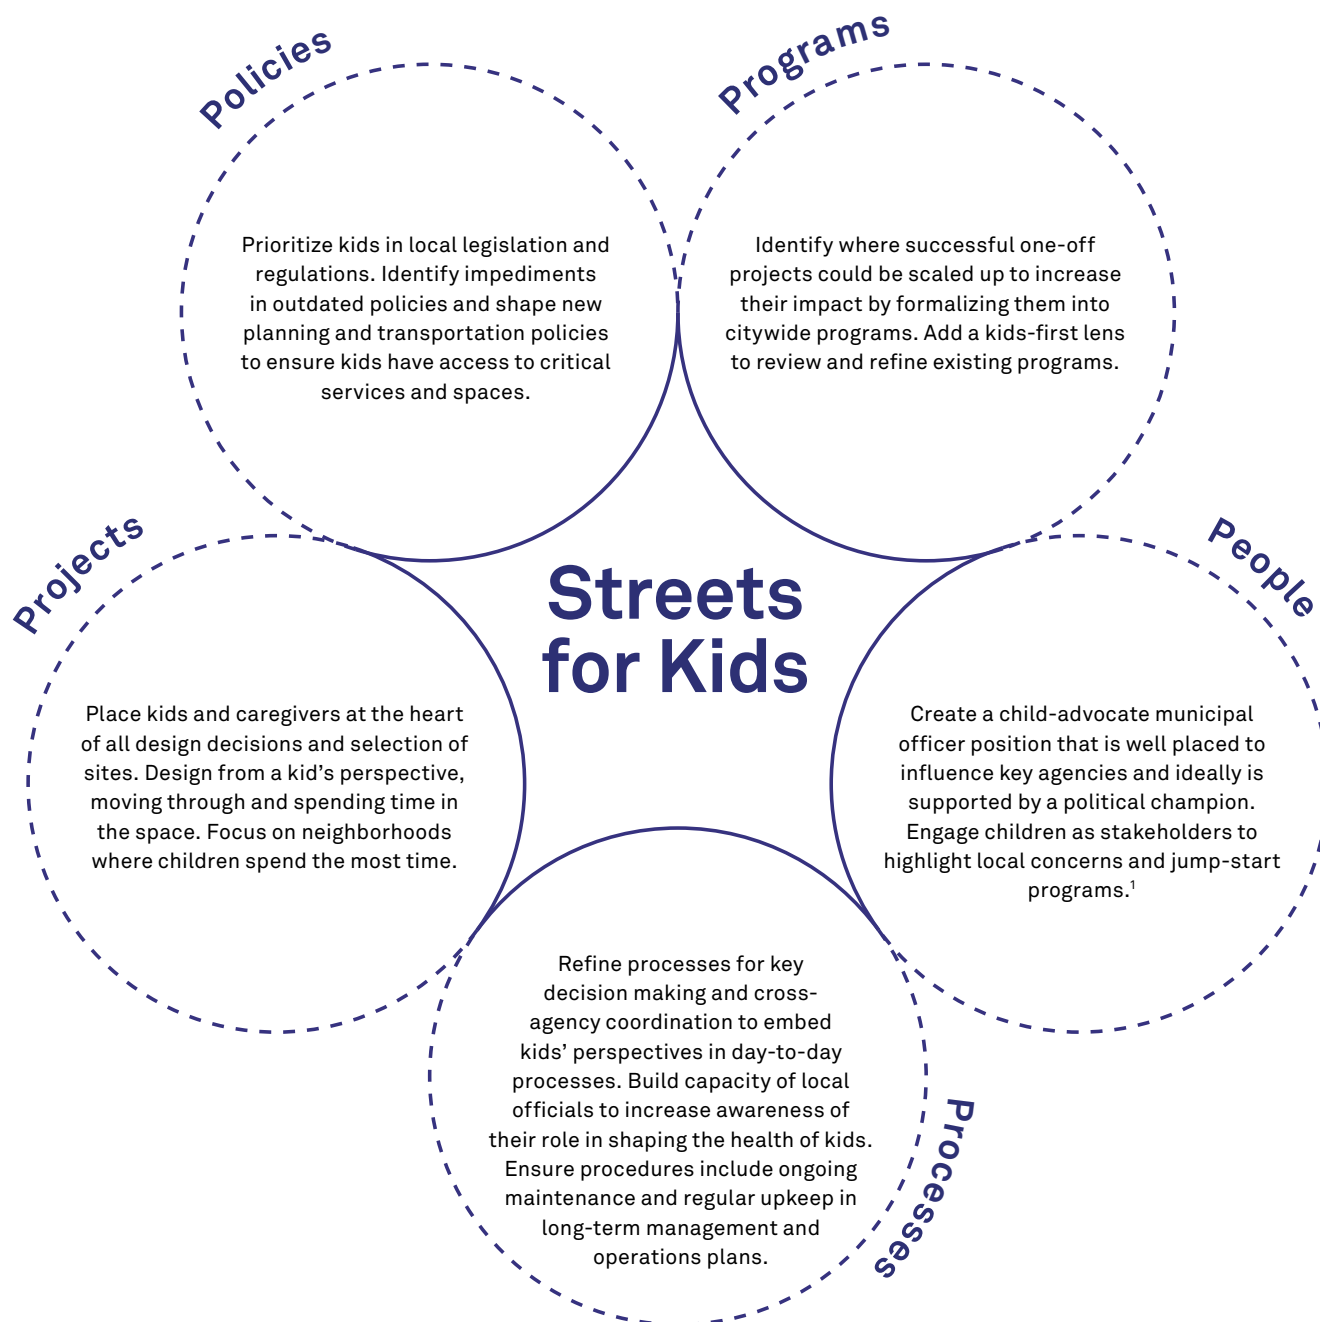 Policies
Prioritize kids in local legislation and
regulations. Identify impediments
in outdated policies and shape new
planning and transportation policies
to ensure kids have access to critical
services and spaces.
Programs
Identify where successful one-off
projects could be scaled up to increase
their impact by formalizing them into
citywide programs. Add a kids-first lens
to review and refine existing programs.
Streets
for Kids
Projects
Place kids and caregivers at the heart
of all design decisions and selection of
sites. Design from a kid’s perspective,
moving through and spending time in
the space. Focus on neighborhoods
where children spend the most time.
People
Create a child-advocate municipal
officer position that is well placed to
influence key agencies and ideally is
supported by a political champion.
Engage children as stakeholders to
highlight local concerns and jump-start
programs.¹
Processes
Refine processes for key
decision making and cross-
agency coordination to embed
kids’ perspectives in day-to-day
processes. Build capacity of local
officials to increase awareness of
their role in shaping the health of kids.
Ensure procedures include ongoing
maintenance and regular upkeep in
long-term management and
operations plans.